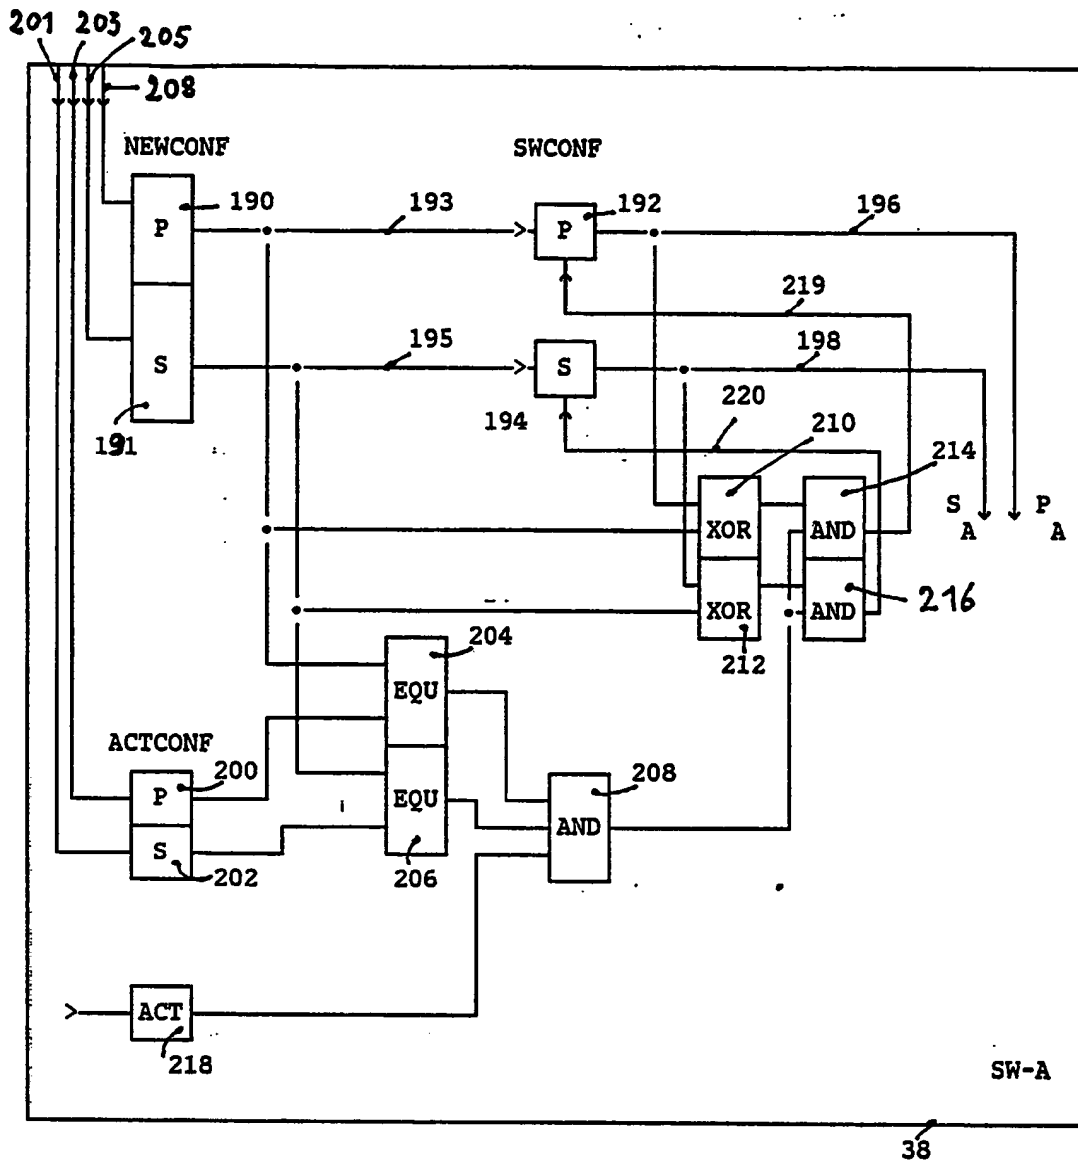 201 203 205
208
NEWCONF
SWCONF
190
193
192
196
P
P
219
195
198
S
S
220
210
194
191
214
S A
P A
XOR
AND
XOR
AND
216
204
212
EQU
ACTCONF
200
208
P
EQU
AND
S
202
206
ACT
218
SW-A
38